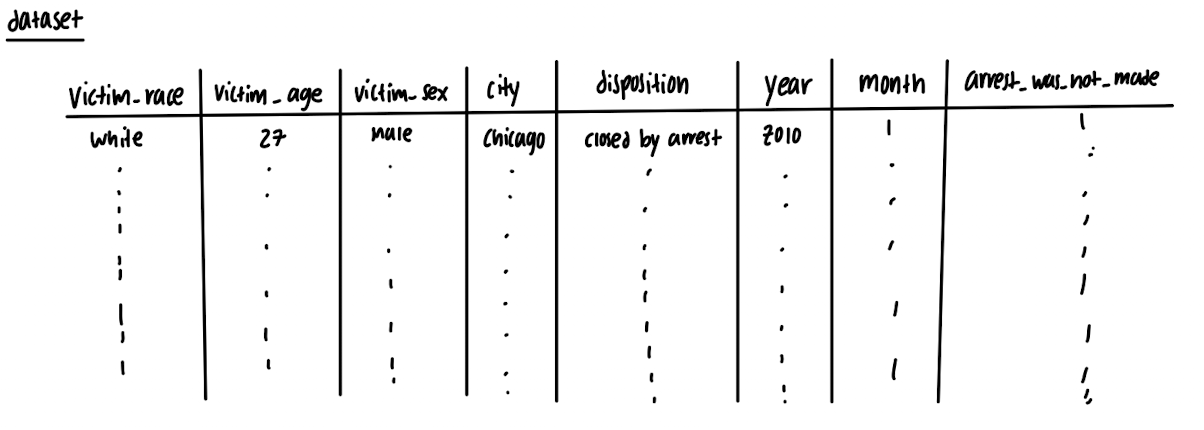 dataset
victim_race victim_age victim_sex city disposition year month arrest_was_not_made
white 27 male Chicago closed by arrest 2010 1 1